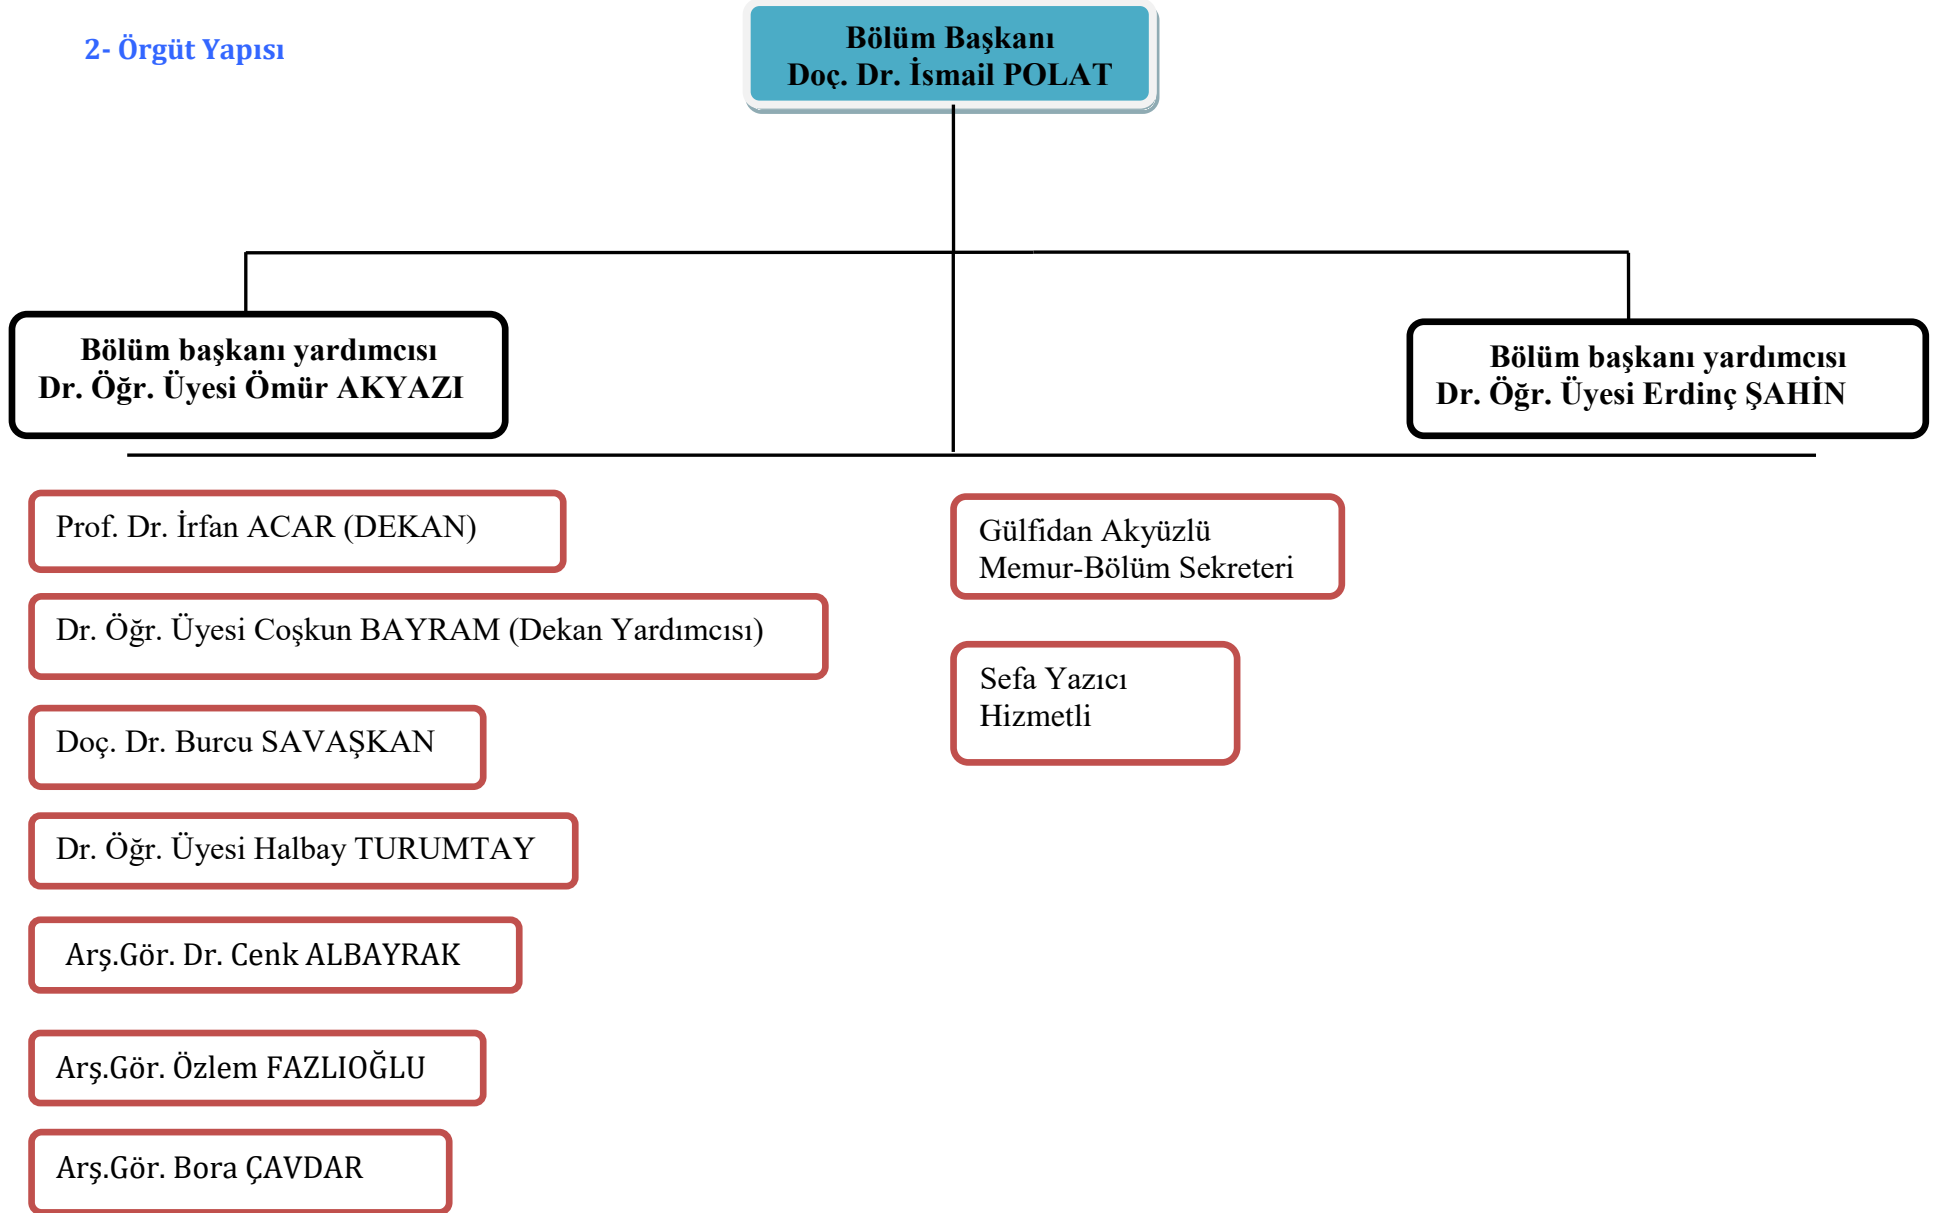 2- Örgüt Yapısı
Bölüm Başkanı
Doç. Dr. İsmail POLAT
Bölüm başkanı yardımcısı
Dr. Öğr. Üyesi Ömür AKYAZI
Bölüm başkanı yardımcısı
Dr. Öğr. Üyesi Erdinç ŞAHİN
Prof. Dr. İrfan ACAR (DEKAN)
Dr. Öğr. Üyesi Coşkun BAYRAM (Dekan Yardımcısı)
Doç. Dr. Burcu SAVAŞKAN
Dr. Öğr. Üyesi Halbay TURUMTAY
Arş.Gör. Dr. Cenk ALBAYRAK
Arş.Gör. Özlem FAZLIOĞLU
Arş.Gör. Bora ÇAVDAR
Gülfidan Akyüzlü
Memur-Bölüm Sekreteri
Sefa Yazıcı
Hizmetli